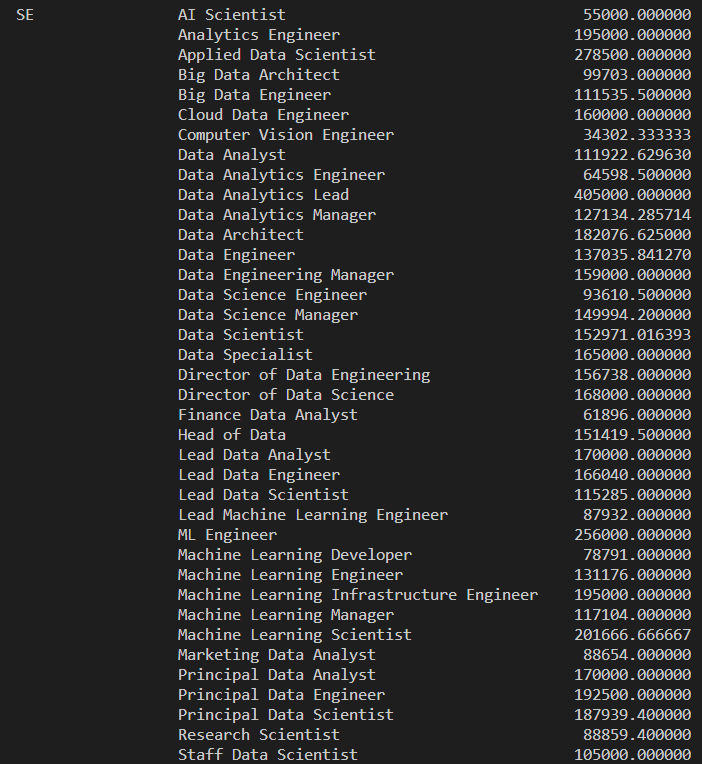 SE AI Scientist 55000.000000
Analytics Engineer 195000.000000
Applied Data Scientist 278500.000000
Big Data Architect 99703.000000
Big Data Engineer 111535.500000
Cloud Data Engineer 160000.000000
Computer Vision Engineer 34302.333333
Data Analyst 111922.629630
Data Analytics Engineer 64598.500000
Data Analytics Lead 405000.000000
Data Analytics Manager 127134.285714
Data Architect 182076.625000
Data Engineer 137035.841270
Data Engineering Manager 159000.000000
Data Science Engineer 93610.500000
Data Science Manager 149994.200000
Data Scientist 152971.016393
Data Specialist 165000.000000
Director of Data Engineering 156738.000000
Director of Data Science 168000.000000
Finance Data Analyst 61896.000000
Head of Data 151419.500000
Lead Data Analyst 170000.000000
Lead Data Engineer 166040.000000
Lead Data Scientist 115285.000000
Lead Machine Learning Engineer 87932.000000
ML Engineer 256000.000000
Machine Learning Developer 78791.000000
Machine Learning Engineer 131176.000000
Machine Learning Infrastructure Engineer 195000.000000
Machine Learning Manager 117104.000000
Machine Learning Scientist 201666.666667
Marketing Data Analyst 88654.000000
Principal Data Analyst 170000.000000
Principal Data Engineer 192500.000000
Principal Data Scientist 187939.400000
Research Scientist 88859.400000
Staff Data Scientist 105000.000000